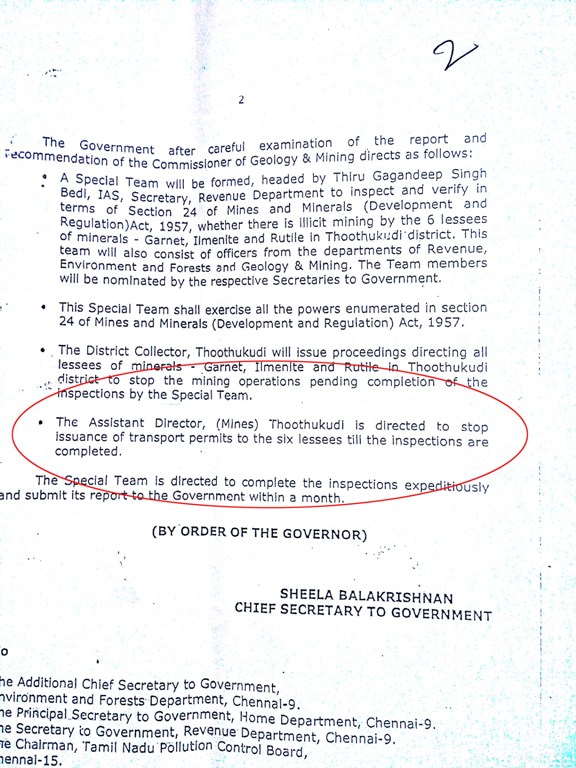 2
2
The Government after careful examination of the report and
recommendation of the Commissioner of Geology & Mining directs as follows:
• A Special Team will be formed, headed by Thiru Gagandeep Singh
Bedi, IAS, Secretary, Revenue Department to inspect and verify in
terms of Section 24 of Mines and Minerals (Development and
Regulation)Act, 1957, whether there is illicit mining by the 6 lessees
of minerals - Garnet, Ilmenite and Rutile in Thoothukudi district. This
team will also consist of officers from the departments of Revenue,
Environment and Forests and Geology & Mining. The Team members
will be nominated by the respective Secretaries to Government.
• This Special Team shall exercise all the powers enumerated in section
24 of Mines and Minerals (Development and Regulation) Act, 1957.
• The District Collector, Thoothukudi will issue proceedings directing all
lessees of minerals - Garnet, Ilmenite and Rutile in Thoothukudi
district to stop the mining operations pending completion of the
inspections by the Special Team.
• The Assistant Director, (Mines) Thoothukudi is directed to stop
issuance of transport permits to the six lessees till the inspections are
completed.
The Special Team is directed to complete the inspections expeditiously
and submit its report to the Government within a month.
(BY ORDER OF THE GOVERNOR)
SHEELA BALAKRISHNAN
CHIEF SECRETARY TO GOVERNMENT
o
he Additional Chief Secretary to Government,
nvironment and Forests Department, Chennai-9.
he Principal Secretary to Government, Home Department, Chennai-9.
he Secretary to Government, Revenue Department, Chennai-9.
he Chairman, Tamil Nadu Pollution Control Board,
hennai-15.